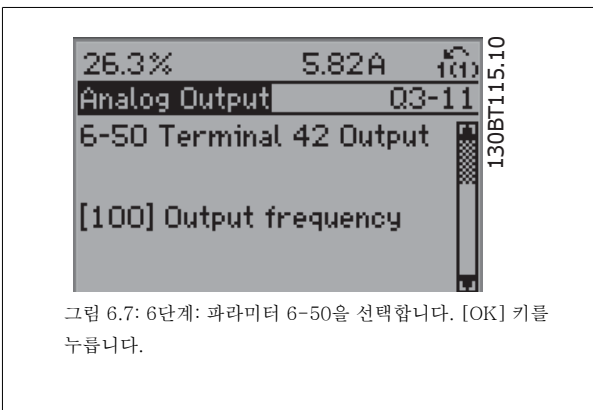 26.3% 5.82A 1(1)
Analog Output Q3-11
6-50 Terminal 42 Output
[100] Output frequency
130BT115.10
그림 6.7: 6단계: 파라미터 6-50을 선택합니다. [OK] 키를
누릅니다.